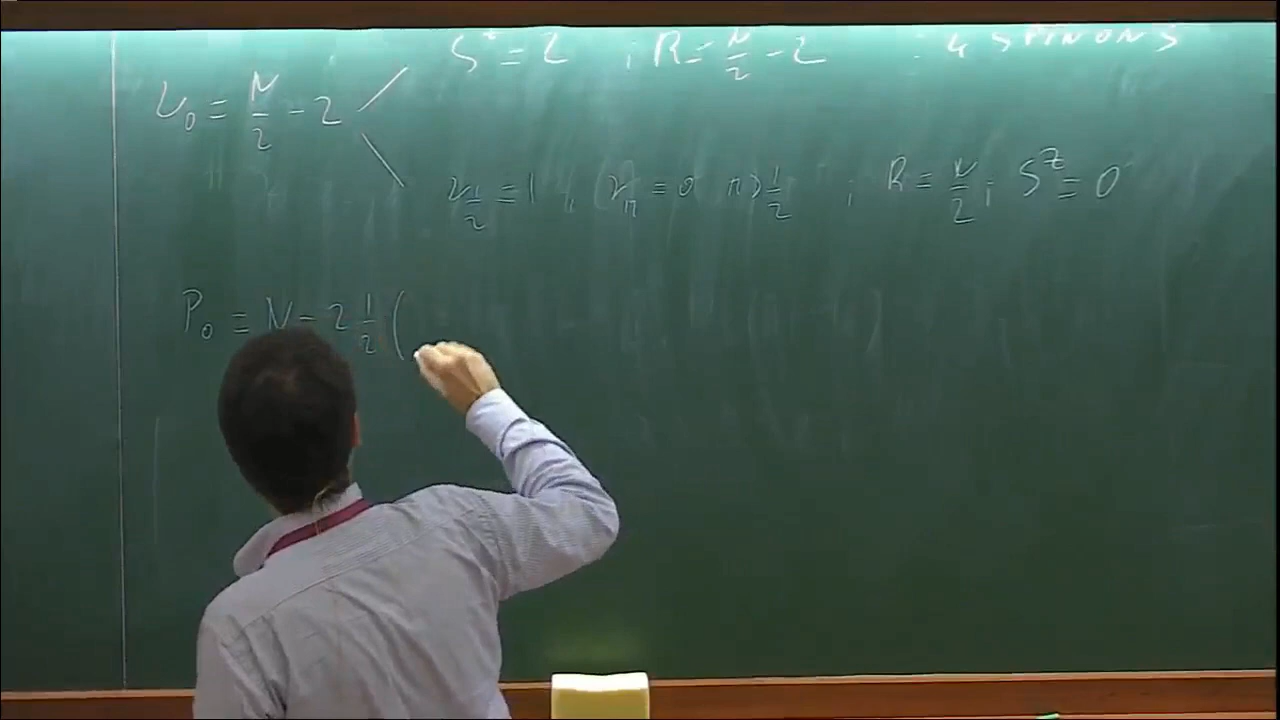 S^z = 2 ; R = N/2 - 2 : 4 SPINONS
ν_0 = N/2 - 2
ν_{1/2} = 1 ; (ν_n = 0 n > 1/2 ; R = N/2 ; S^z = 0
P_0 = N - 2 1/2 (